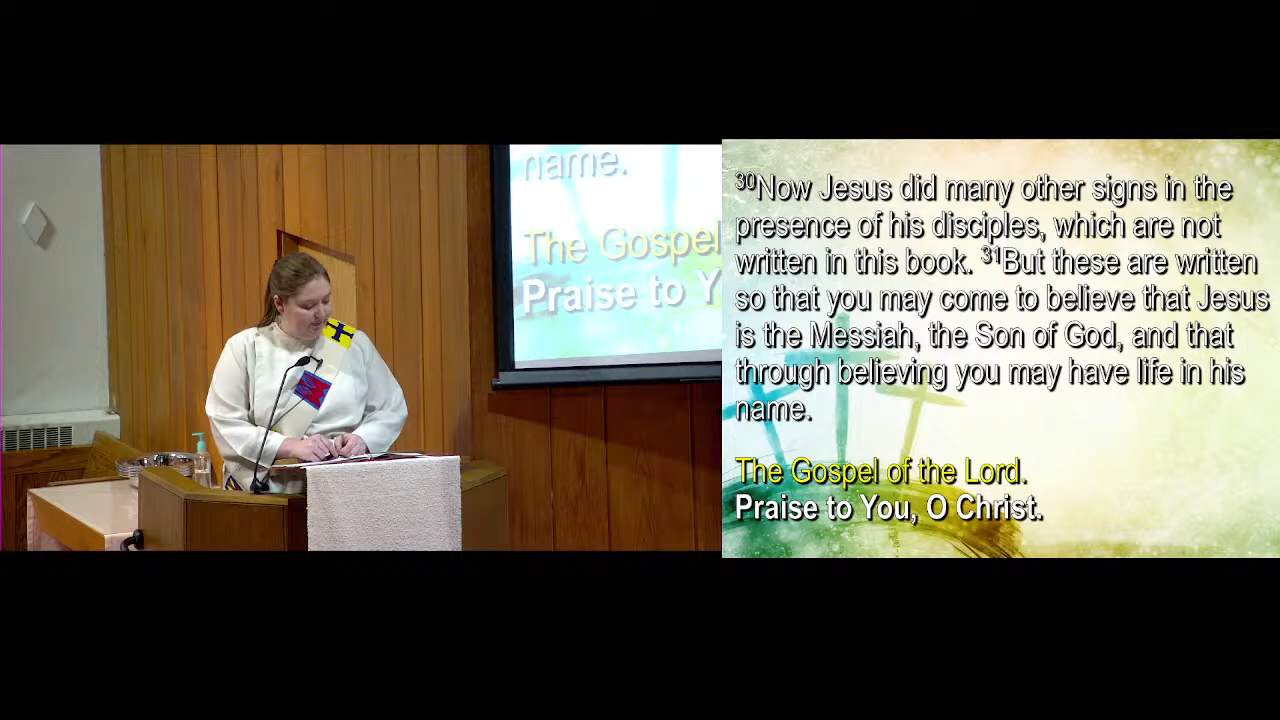 name.
The Gospel
Praise to Y
30Now Jesus did many other signs in the
presence of his disciples, which are not
written in this book. 31But these are written
so that you may come to believe that Jesus
is the Messiah, the Son of God, and that
through believing you may have life in his
name.
The Gospel of the Lord.
Praise to You, O Christ.